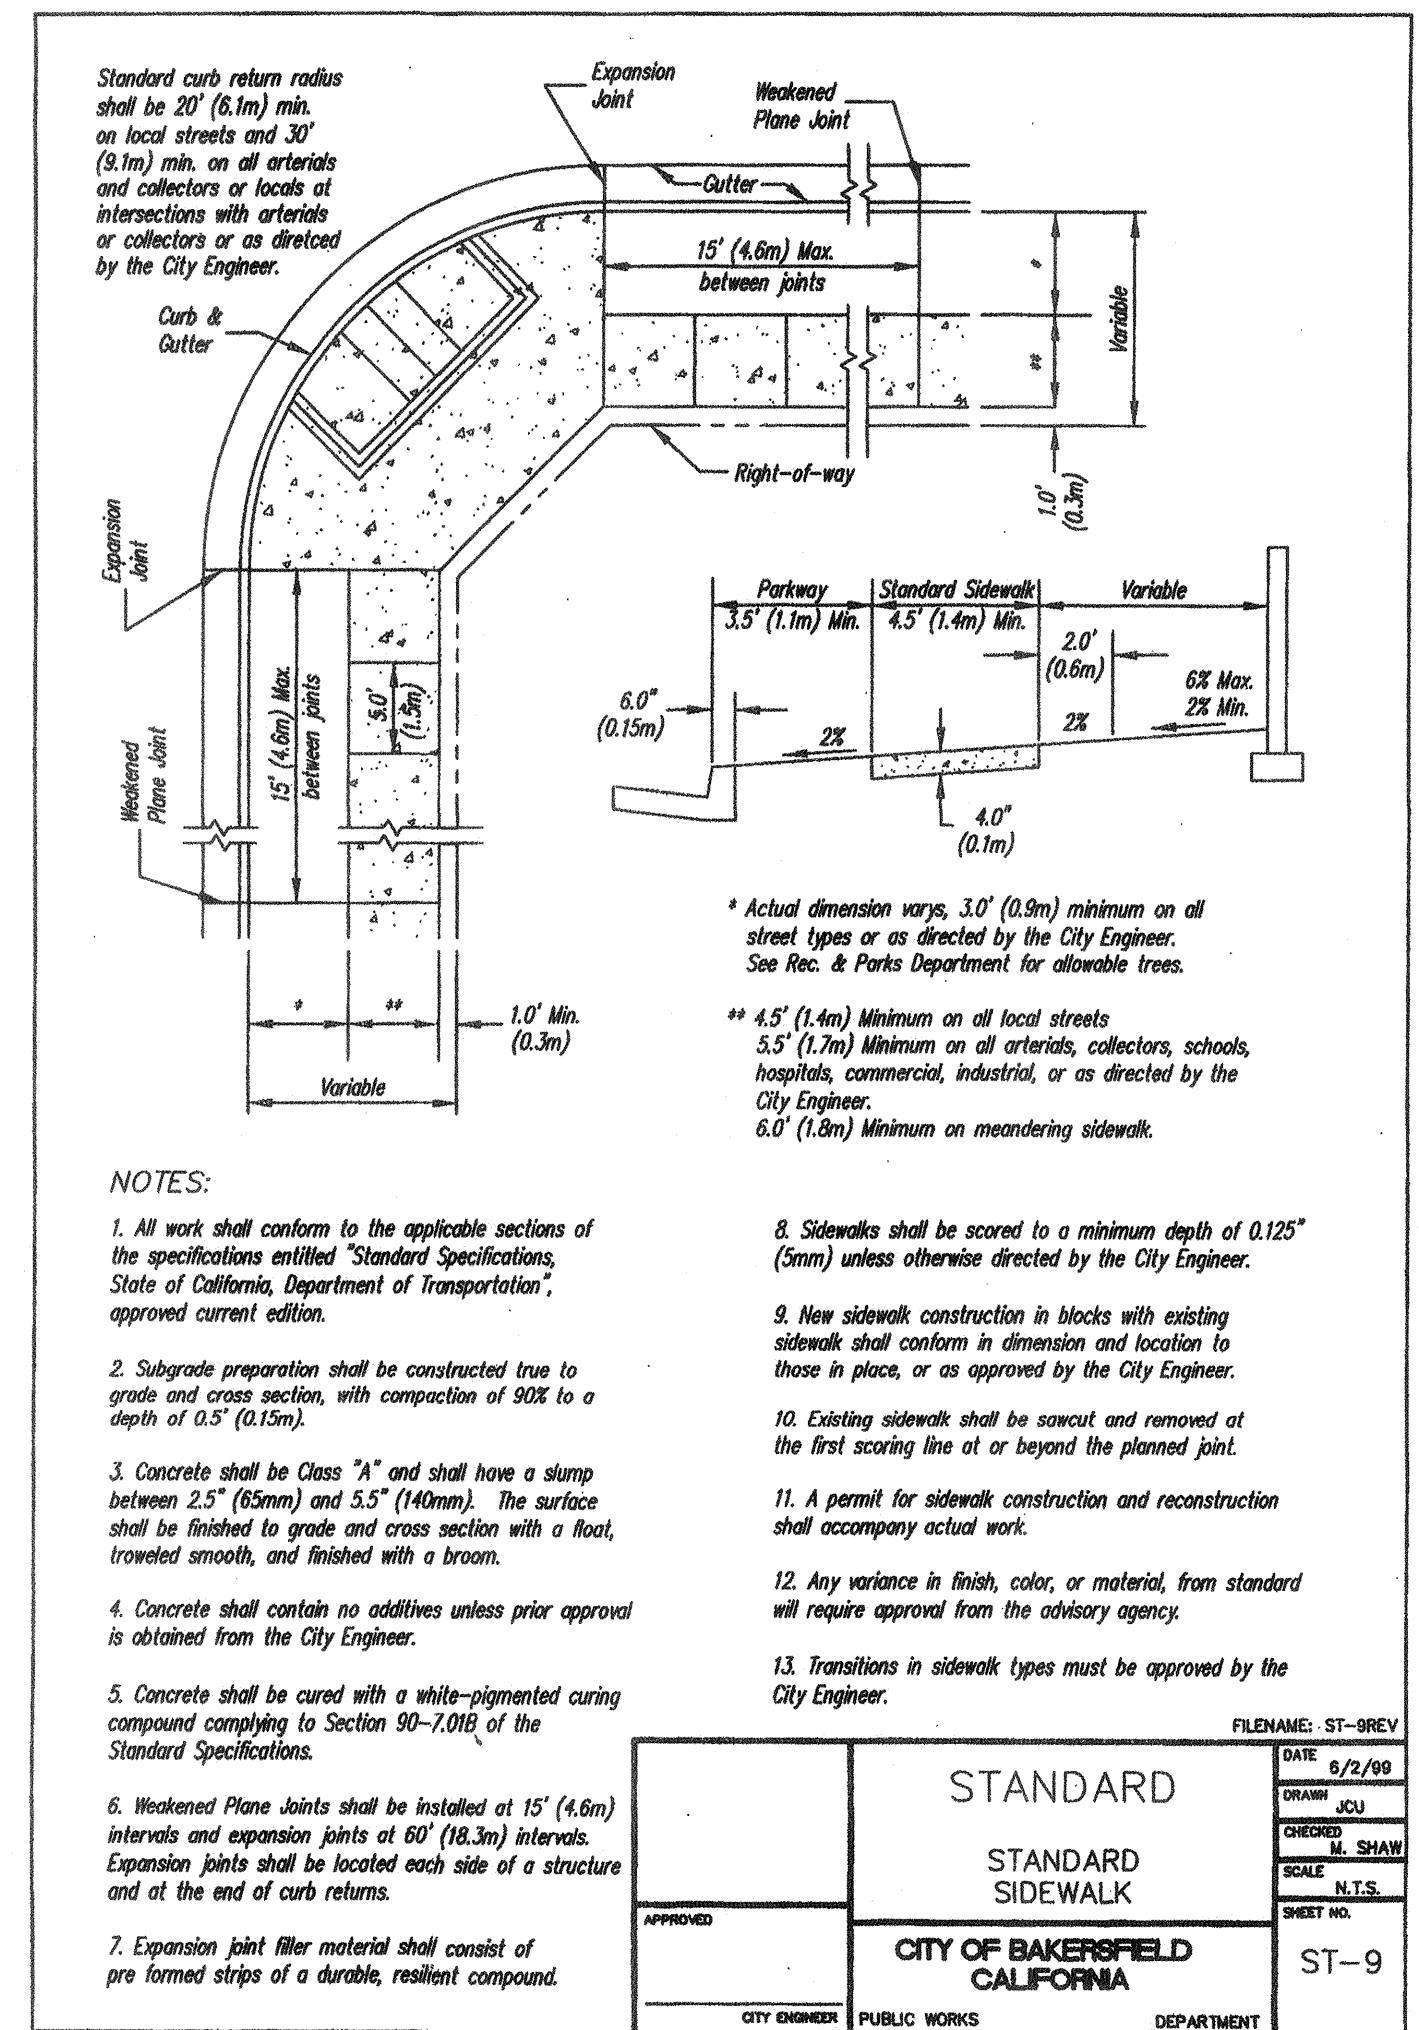 Standard curb return radius
shall be 20' (6.1m) min.
on local streets and 30'
(9.1m) min. on all arterials
and collectors or locals at
intersections with arterials
or collectors or as diretced
by the City Engineer.
Expansion
Joint
Weakened
Plane Joint
Gutter
15' (4.6m) Max.
between joints
*
**
Variable
Curb &
Gutter
Right-of-way
1.0'
(0.3m)
Expansion
Joint
15' (4.6m) Max.
between joints
5.0'
(1.5m)
Weakened
Plane Joint
Parkway
3.5' (1.1m) Min.
Standard Sidewalk
4.5' (1.4m) Min.
Variable
2.0'
(0.6m)
6% Max.
2% Min.
6.0"
(0.15m)
2%
2%
4.0"
(0.1m)
*
**
1.0' Min.
(0.3m)
Variable
* Actual dimension varys, 3.0' (0.9m) minimum on all
street types or as directed by the City Engineer.
See Rec. & Parks Department for allowable trees.
** 4.5' (1.4m) Minimum on all local streets
5.5' (1.7m) Minimum on all arterials, collectors, schools,
hospitals, commercial, industrial, or as directed by the
City Engineer.
6.0' (1.8m) Minimum on meandering sidewalk.
NOTES:
1. All work shall conform to the applicable sections of
the specifications entitled "Standard Specifications,
State of California, Department of Transportation",
approved current edition.
2. Subgrade preparation shall be constructed true to
grade and cross section, with compaction of 90% to a
depth of 0.5' (0.15m).
3. Concrete shall be Class "A" and shall have a slump
between 2.5" (65mm) and 5.5" (140mm). The surface
shall be finished to grade and cross section with a float,
troweled smooth, and finished with a broom.
4. Concrete shall contain no additives unless prior approval
is obtained from the City Engineer.
5. Concrete shall be cured with a white-pigmented curing
compound complying to Section 90-7.01B of the
Standard Specifications.
6. Weakened Plane Joints shall be installed at 15' (4.6m)
intervals and expansion joints at 60' (18.3m) intervals.
Expansion joints shall be located each side of a structure
and at the end of curb returns.
7. Expansion joint filler material shall consist of
pre formed strips of a durable, resilient compound.
8. Sidewalks shall be scored to a minimum depth of 0.125"
(5mm) unless otherwise directed by the City Engineer.
9. New sidewalk construction in blocks with existing
sidewalk shall conform in dimension and location to
those in place, or as approved by the City Engineer.
10. Existing sidewalk shall be sawcut and removed at
the first scoring line at or beyond the planned joint.
11. A permit for sidewalk construction and reconstruction
shall accompany actual work.
12. Any variance in finish, color, or material, from standard
will require approval from the advisory agency.
13. Transitions in sidewalk types must be approved by the
City Engineer.
FILENAME: ST-9REV
STANDARD
STANDARD
SIDEWALK
DATE
6/2/99
DRAWN
JCU
CHECKED
M. SHAW
SCALE
N.T.S.
SHEET NO.
ST-9
APPROVED
CITY ENGINEER
CITY OF BAKERSFIELD
CALIFORNIA
PUBLIC WORKS DEPARTMENT